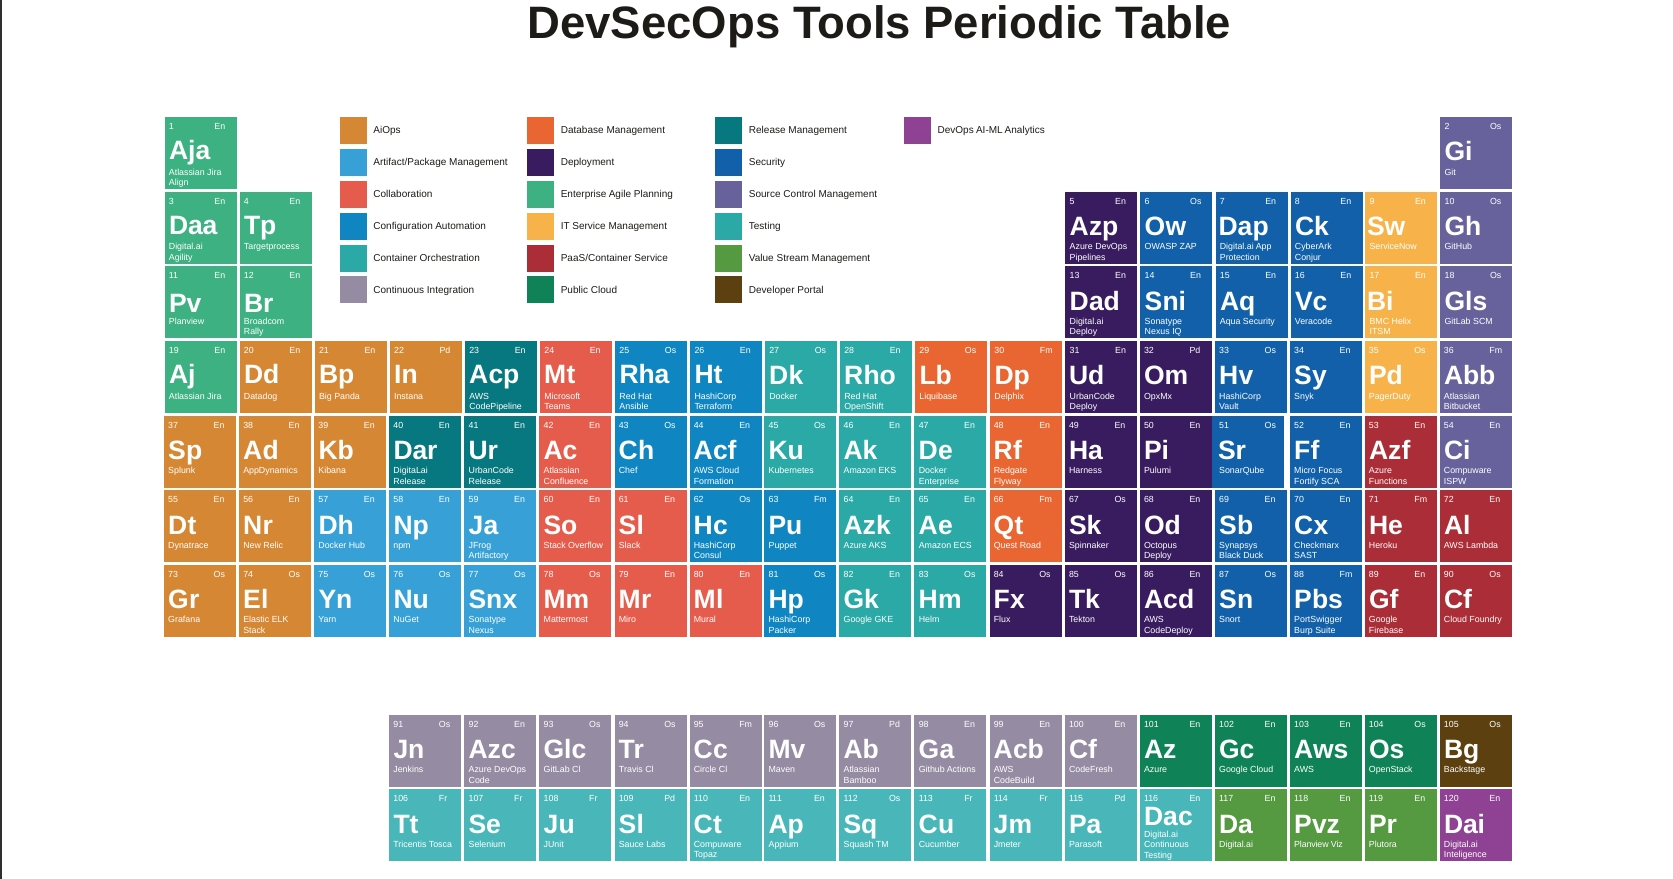 DevSecOps Tools Periodic Table
1 En
Aja
Atlassian Jira
Align
AiOps
Artifact/Package Management
Collaboration
Configuration Automation
Container Orchestration
Continuous Integration
Database Management
Deployment
Enterprise Agile Planning
IT Service Management
PaaS/Container Service
Public Cloud
Release Management
Security
Source Control Management
Testing
Value Stream Management
Developer Portal
DevOps AI-ML Analytics
2 Os
Gi
Git
3 En
Daa
Digital.ai
Agility
4 En
Tp
Targetprocess
5 En
Azp
Azure DevOps
Pipelines
6 Os
Ow
OWASP ZAP
7 En
Dap
Digital.ai App
Protection
8 En
Ck
CyberArk
Conjur
9 En
Sw
ServiceNow
10 Os
Gh
GitHub
11 En
Pv
Planview
12 En
Br
Broadcom
Rally
13 En
Dad
Digital.ai
Deploy
14 En
Sni
Sonatype
Nexus IQ
15 En
Aq
Aqua Security
16 En
Vc
Veracode
17 En
Bi
BMC Helix
ITSM
18 Os
Gls
GitLab SCM
19 En
Aj
Atlassian Jira
20 En
Dd
Datadog
21 En
Bp
Big Panda
22 Pd
In
Instana
23 En
Acp
AWS
CodePipeline
24 En
Mt
Microsoft
Teams
25 Os
Rha
Red Hat
Ansible
26 En
Ht
HashiCorp
Terraform
27 Os
Dk
Docker
28 En
Rho
Red Hat
OpenShift
29 Os
Lb
Liquibase
30 Fm
Dp
Delphix
31 En
Ud
UrbanCode
Deploy
32 Pd
Om
OpxMx
33 Os
Hv
HashiCorp
Vault
34 En
Sy
Snyk
35 Os
Pd
PagerDuty
36 Fm
Abb
Atlassian
Bitbucket
37 En
Sp
Splunk
38 En
Ad
AppDynamics
39 En
Kb
Kibana
40 En
Dar
DigitaLai
Release
41 En
Ur
UrbanCode
Release
42 En
Ac
Atlassian
Confluence
43 Os
Ch
Chef
44 En
Acf
AWS Cloud
Formation
45 Os
Ku
Kubernetes
46 En
Ak
Amazon EKS
47 En
De
Docker
Enterprise
48 En
Rf
Redgate
Flyway
49 En
Ha
Harness
50 En
Pi
Pulumi
51 Os
Sr
SonarQube
52 En
Ff
Micro Focus
Fortify SCA
53 En
Azf
Azure
Functions
54 En
Ci
Compuware
ISPW
55 En
Dt
Dynatrace
56 En
Nr
New Relic
57 En
Dh
Docker Hub
58 En
Np
npm
59 En
Ja
JFrog
Artifactory
60 En
So
Stack Overflow
61 En
Sl
Slack
62 Os
Hc
HashiCorp
Consul
63 Fm
Pu
Puppet
64 En
Azk
Azure AKS
65 En
Ae
Amazon ECS
66 Fm
Qt
Quest Road
67 Os
Sk
Spinnaker
68 En
Od
Octopus
Deploy
69 En
Sb
Synapsys
Black Duck
70 En
Cx
Checkmarx
SAST
71 Fm
He
Heroku
72 En
Al
AWS Lambda
73 Os
Gr
Grafana
74 Os
El
Elastic ELK
Stack
75 Os
Yn
Yarn
76 Os
Nu
NuGet
77 Os
Snx
Sonatype
Nexus
78 Os
Mm
Mattermost
79 En
Mr
Miro
80 En
Ml
Mural
81 Os
Hp
HashiCorp
Packer
82 En
Gk
Google GKE
83 Os
Hm
Helm
84 Os
Fx
Flux
85 Os
Tk
Tekton
86 En
Acd
AWS
CodeDeploy
87 Os
Sn
Snort
88 Fm
Pbs
PortSwigger
Burp Suite
89 En
Gf
Google
Firebase
90 Os
Cf
Cloud Foundry
91 Os
Jn
Jenkins
92 En
Azc
Azure DevOps
Code
93 Os
Glc
GitLab CI
94 Os
Tr
Travis CI
95 Fm
Cc
Circle CI
96 Os
Mv
Maven
97 Pd
Ab
Atlassian
Bamboo
98 En
Ga
Github Actions
99 En
Acb
AWS
CodeBuild
100 En
Cf
CodeFresh
101 En
Az
Azure
102 En
Gc
Google Cloud
103 En
Aws
AWS
104 Os
Os
OpenStack
105 Os
Bg
Backstage
106 Fr
Tt
Tricentis Tosca
107 Fr
Se
Selenium
108 Fr
Ju
JUnit
109 Pd
Sl
Sauce Labs
110 En
Ct
Compuware
Topaz
111 En
Ap
Appium
112 Os
Sq
Squash TM
113 Fr
Cu
Cucumber
114 Fr
Jm
Jmeter
115 Pd
Pa
Parasoft
116 En
Dac
Digital.ai
Continuous
Testing
117 En
Da
Digital.ai
118 En
Pvz
Planview Viz
119 En
Pr
Plutora
120 En
Dai
Digital.ai
Inteligence